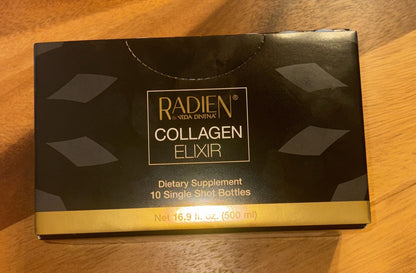 RADIEN®
by VIDA DIVINA®
COLLAGEN
ELIXIR
Dietary Supplement
10 Single Shot Bottles
Net 16.9 fl. oz. (500 ml)